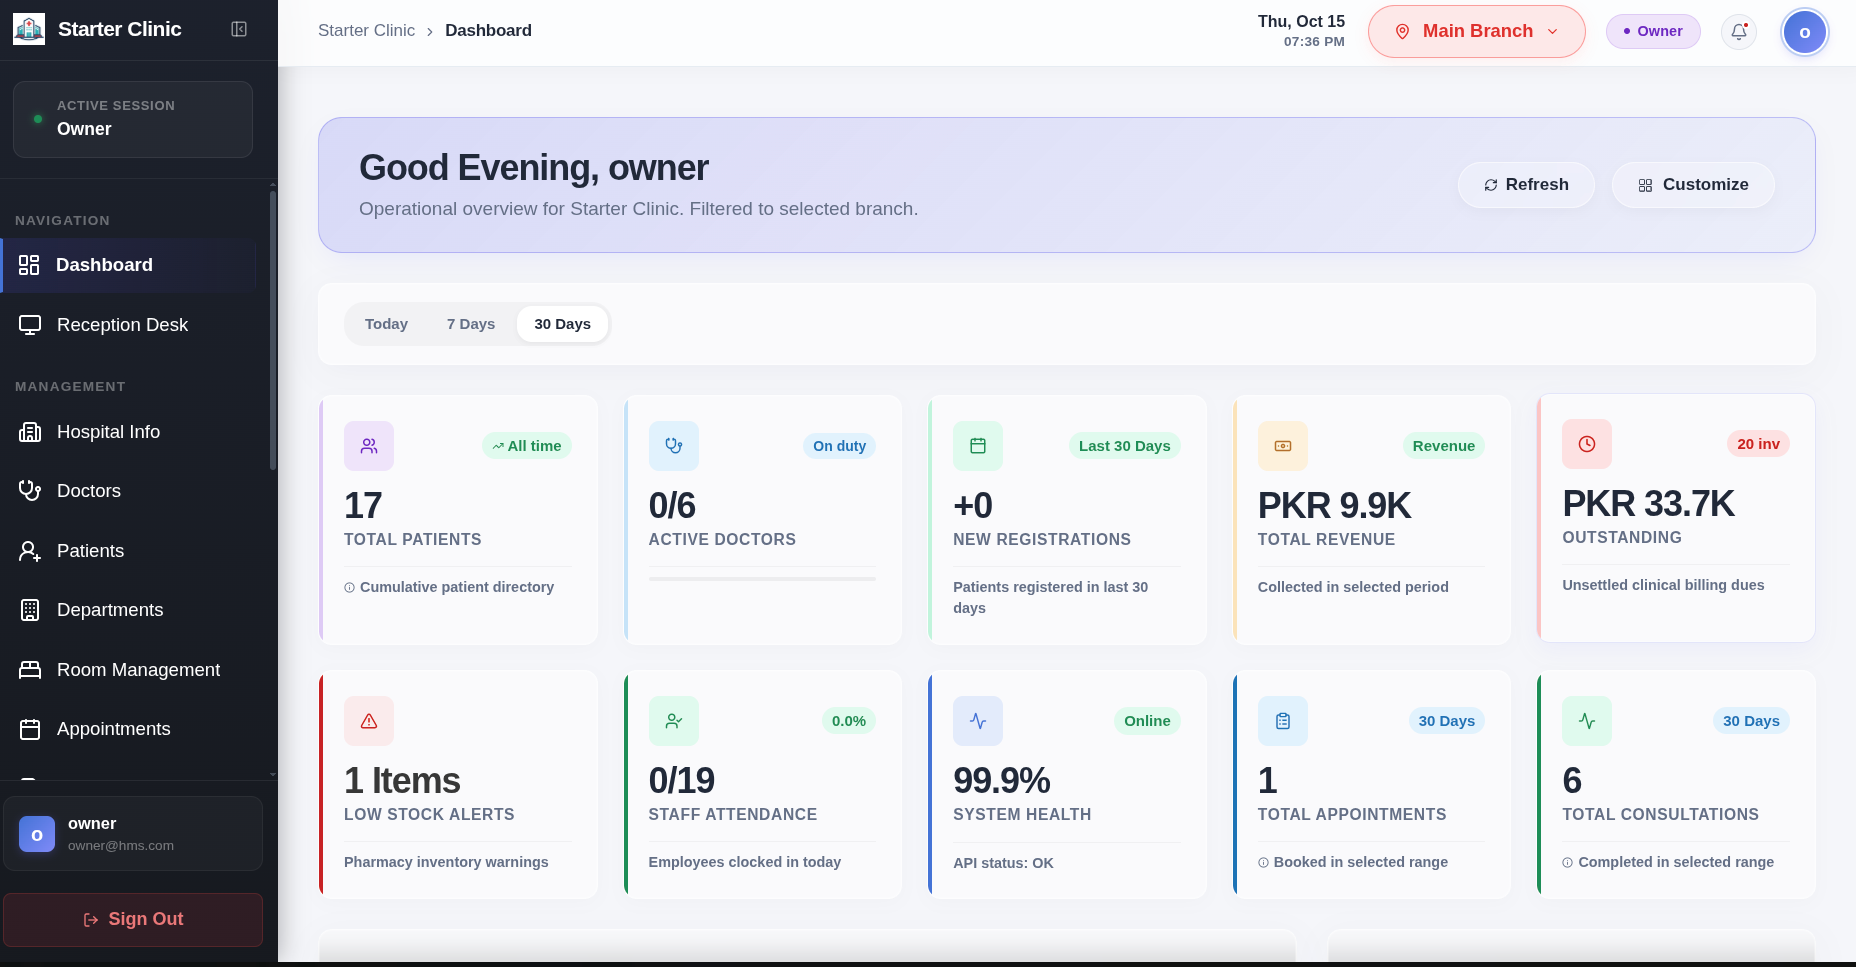 Starter Clinic
ACTIVE SESSION
Owner
NAVIGATION
Dashboard
Reception Desk
MANAGEMENT
Hospital Info
Doctors
Patients
Departments
Room Management
Appointments
o
owner
owner@hms.com
Sign Out
Starter Clinic > Dashboard
Thu, Oct 15
07:36 PM
Main Branch
Owner
o
Good Evening, owner
Operational overview for Starter Clinic. Filtered to selected branch.
Refresh
Customize
Today 7 Days 30 Days
All time
17
TOTAL PATIENTS
Cumulative patient directory
On duty
0/6
ACTIVE DOCTORS
Last 30 Days
+0
NEW REGISTRATIONS
Patients registered in last 30
days
Revenue
PKR 9.9K
TOTAL REVENUE
Collected in selected period
20 inv
PKR 33.7K
OUTSTANDING
Unsettled clinical billing dues
1 Items
LOW STOCK ALERTS
Pharmacy inventory warnings
0.0%
0/19
STAFF ATTENDANCE
Employees clocked in today
Online
99.9%
SYSTEM HEALTH
API status: OK
30 Days
1
TOTAL APPOINTMENTS
Booked in selected range
30 Days
6
TOTAL CONSULTATIONS
Completed in selected range